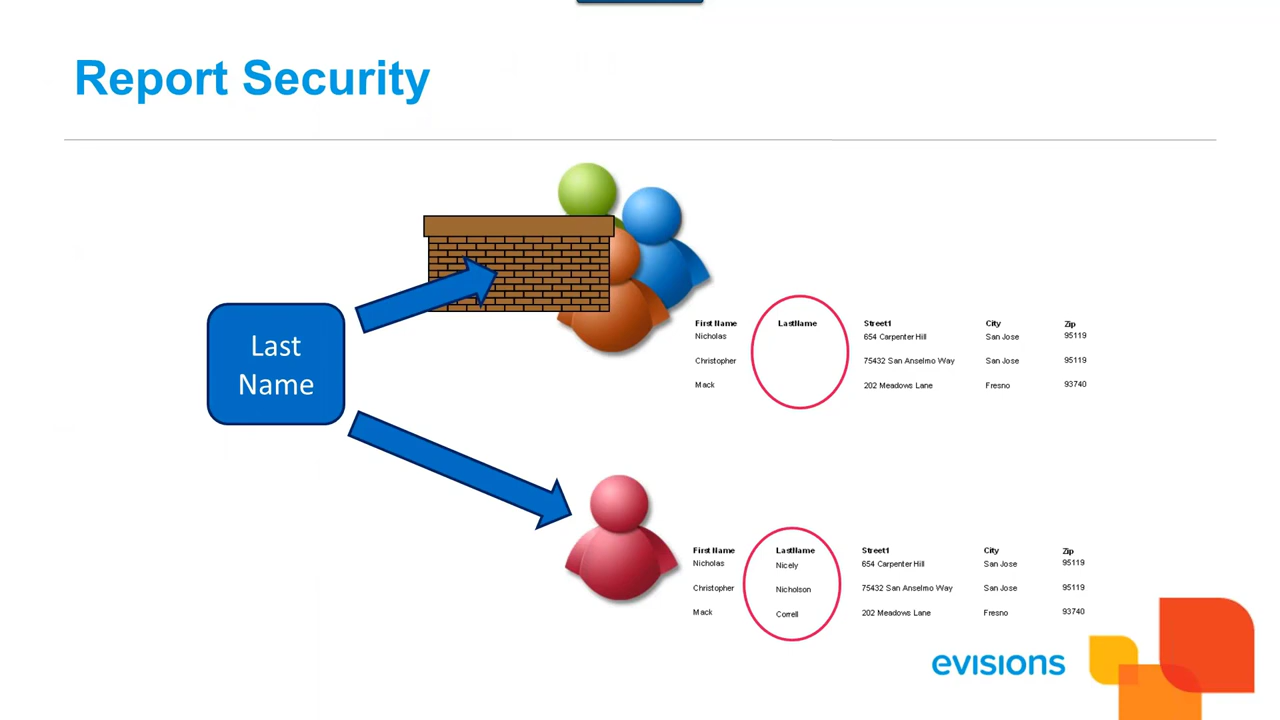 Report Security
Last
Name
First Name LastName Street1 City Zip
Nicholas 654 Carpenter Hill San Jose 95119
Christopher 75432 San Anselmo Way San Jose 95119
Mack 202 Meadows Lane Fresno 93740
First Name LastName Street1 City Zip
Nicholas Nicely 654 Carpenter Hill San Jose 95119
Christopher Nicholson 75432 San Anselmo Way San Jose 95119
Mack Correll 202 Meadows Lane Fresno 93740
evisions